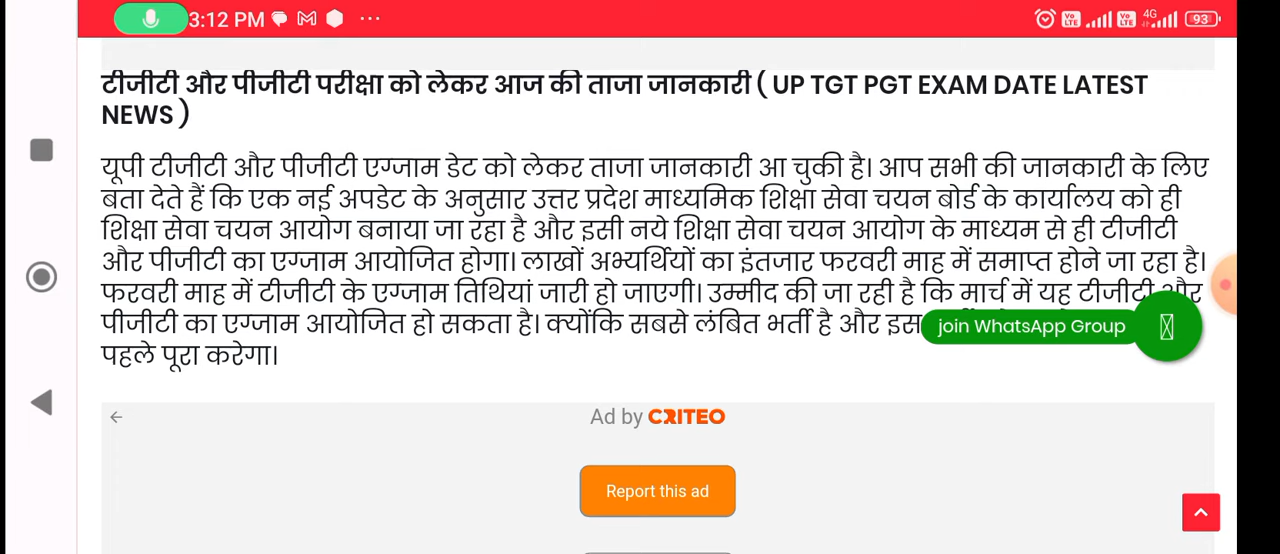 3:12 PM
4G
93
टीजीटी और पीजीटी परीक्षा को लेकर आज की ताजा जानकारी ( UP TGT PGT EXAM DATE LATEST
NEWS )
यूपी टीजीटी और पीजीटी एग्जाम डेट को लेकर ताजा जानकारी आ चुकी है। आप सभी की जानकारी के लिए
बता देते हैं कि एक नई अपडेट के अनुसार उत्तर प्रदेश माध्यमिक शिक्षा सेवा चयन बोर्ड के कार्यालय को ही
शिक्षा सेवा चयन आयोग बनाया जा रहा है और इसी नये शिक्षा सेवा चयन आयोग के माध्यम से ही टीजीटी
और पीजीटी का एग्जाम आयोजित होगा। लाखों अभ्यर्थियों का इंतजार फरवरी माह में समाप्त होने जा रहा है।
फरवरी माह में टीजीटी के एग्जाम तिथियां जारी हो जाएगी। उम्मीद की जा रही है कि मार्च में यह टीजीटी और
पीजीटी का एग्जाम आयोजित हो सकता है। क्योंकि सबसे लंबित भर्ती है और इस
join WhatsApp Group
पहले पूरा करेगा।
Ad by CRITEO
Report this ad